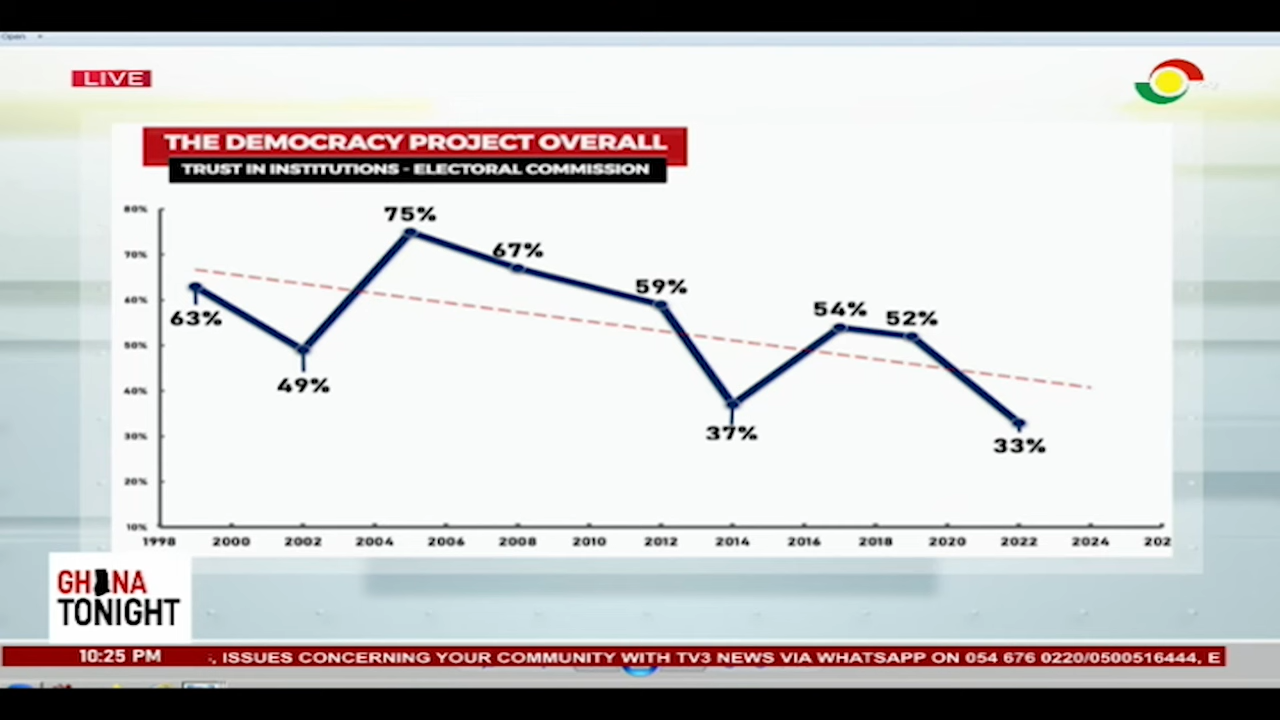 Open
LIVE
THE DEMOCRACY PROJECT OVERALL
TRUST IN INSTITUTIONS - ELECTORAL COMMISSION
80%
70%
60%
50%
40%
30%
20%
10%
75%
67%
63%
59%
54%
52%
49%
37%
33%
1998 2000 2002 2004 2006 2008 2010 2012 2014 2016 2018 2020 2022 2024 202
GHANA
TONIGHT
10:25 PM , ISSUES CONCERNING YOUR COMMUNITY WITH TV3 NEWS VIA WHATSAPP ON 054 676 0220/0500516444, E